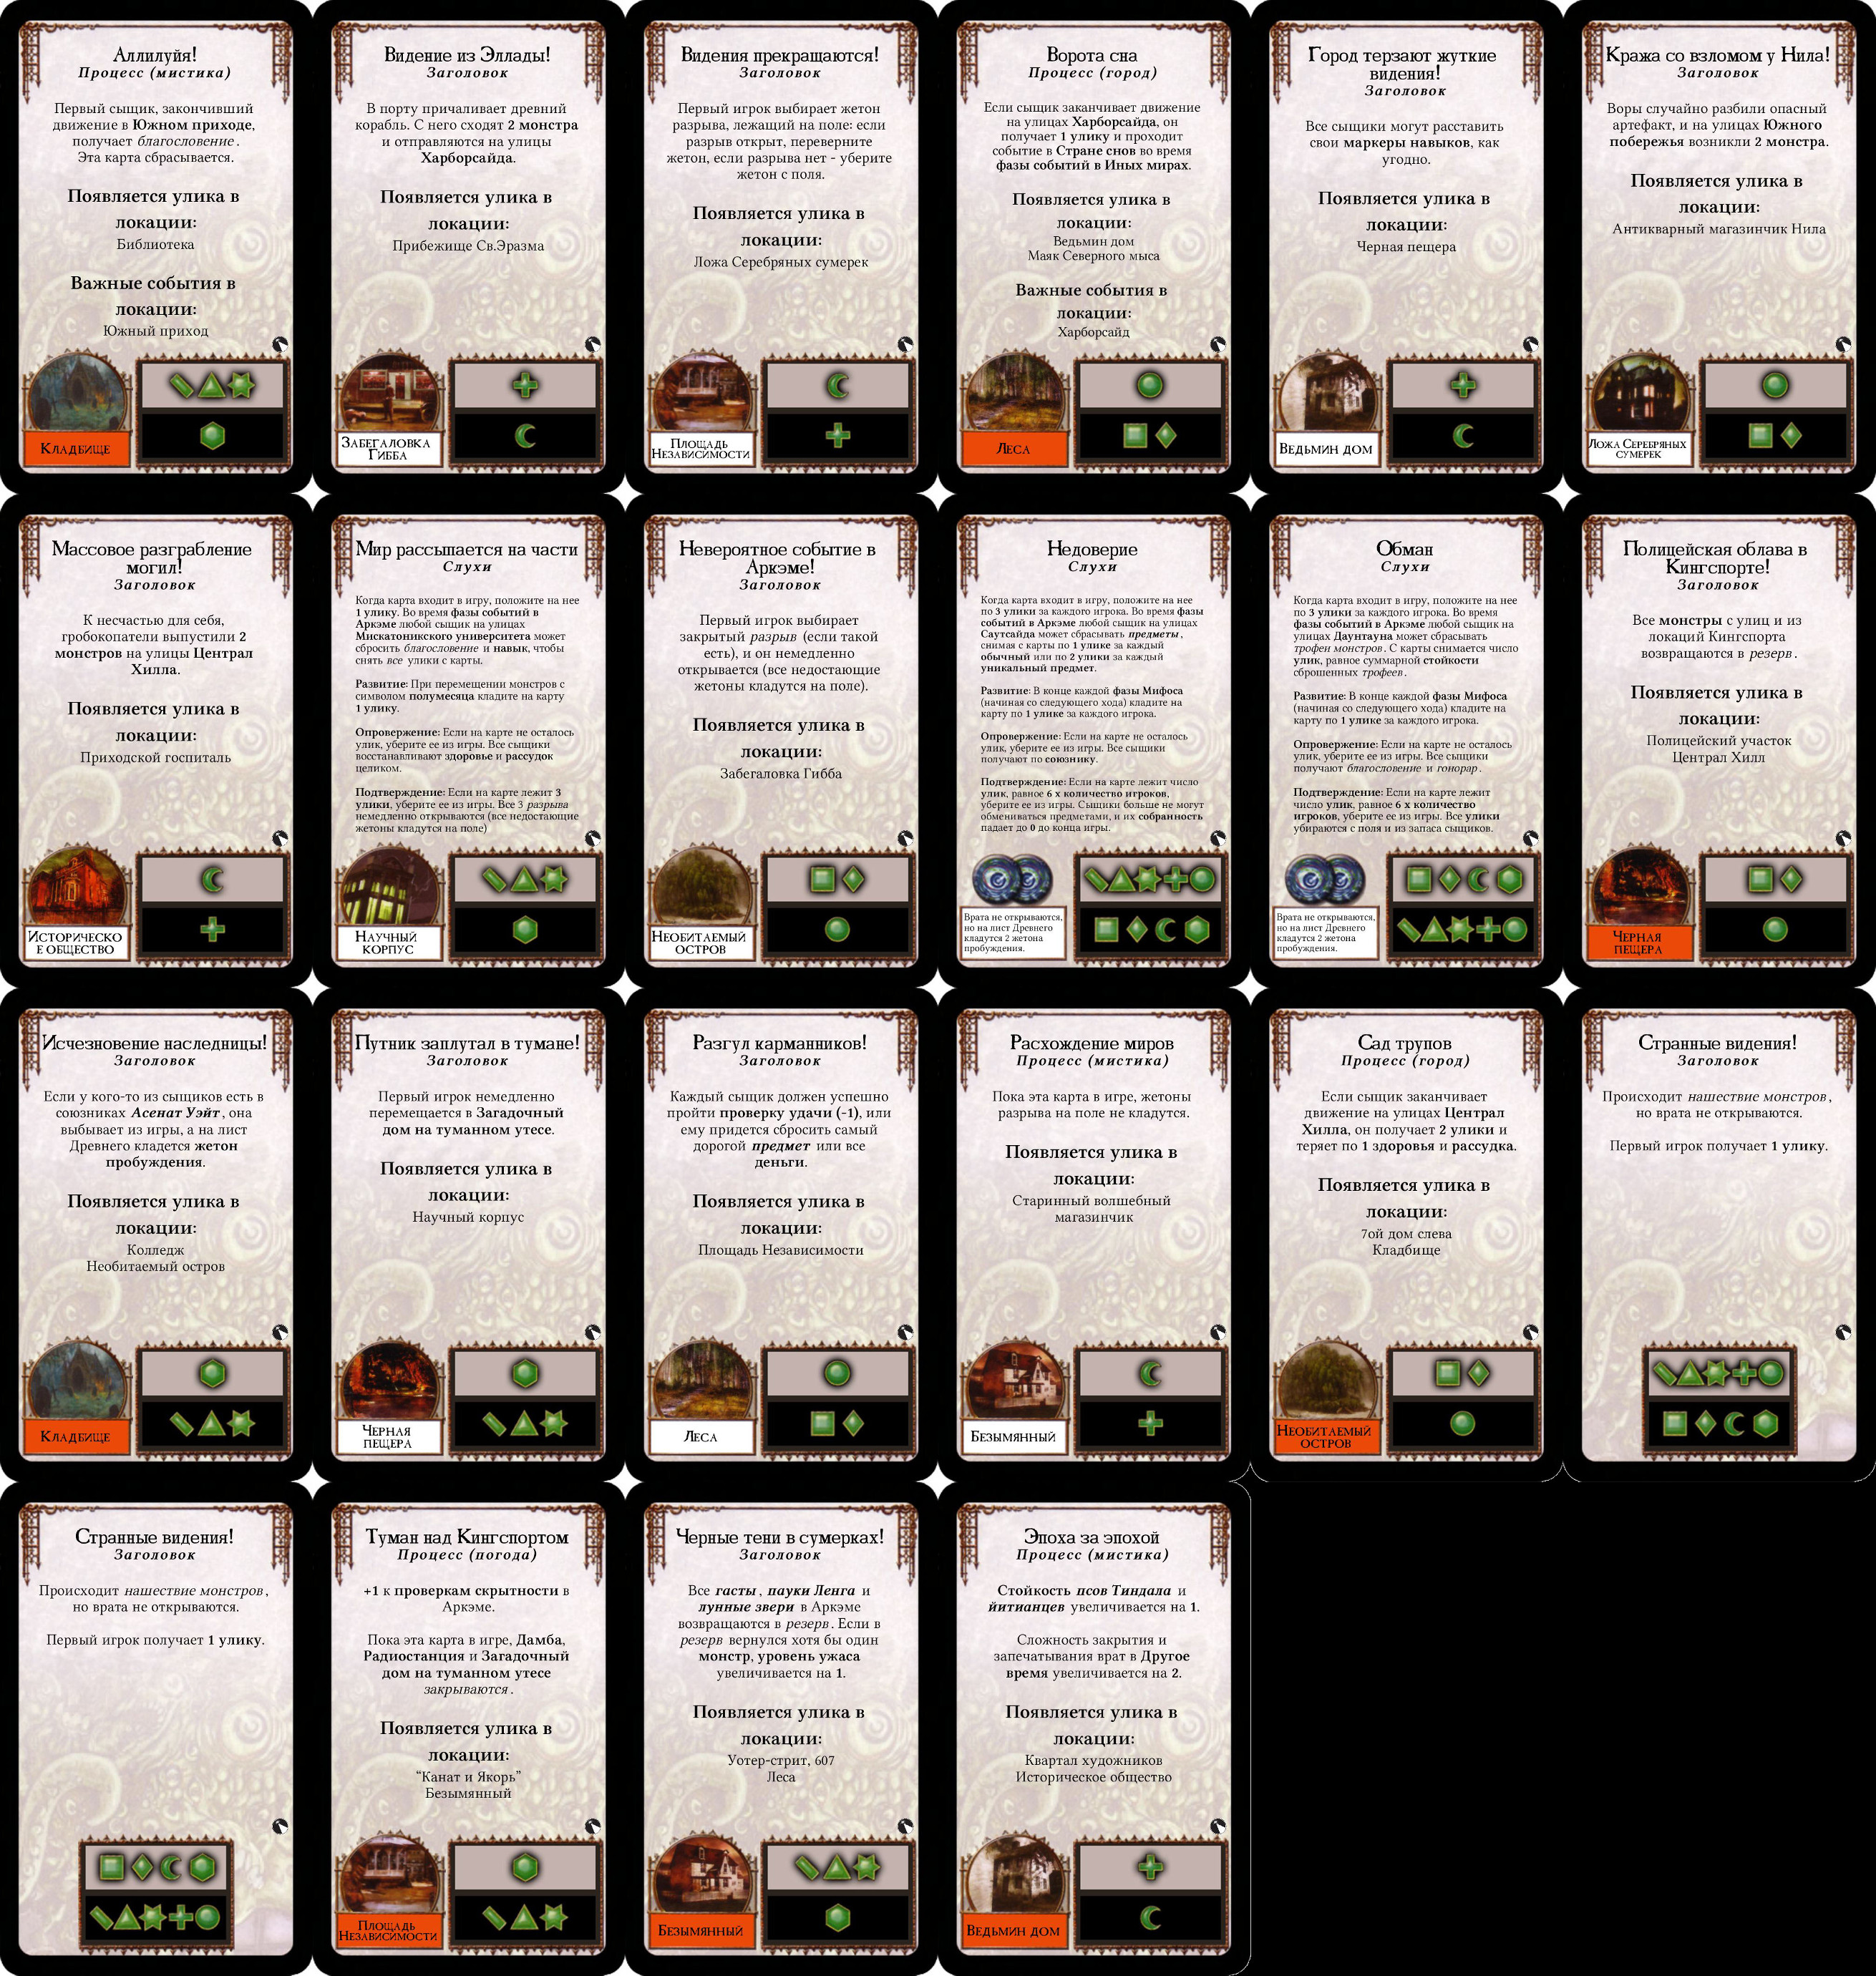 Аллилуйя!
Процесс (мистика)
Первый сыщик, закончивший
движение в Южном приходе,
получает благословение.
Эта карта сбрасывается.
Появляется улика в
локации:
Библиотека
Важные события в
локации:
Южный приход
Кладбище
Видение из Эллады!
Заголовок
В порту причаливает древний
корабль. С него сходят 2 монстра
и отправляются на улицы
Харборсайда.
Появляется улика в
локации:
Прибежище Св.Эразма
Забегаловка
Гибба
Видения прекращаются!
Заголовок
Первый игрок выбирает жетон
разрыва, лежащий на поле: если
разрыв открыт, переверните
жетон, если разрыва нет - уберите
жетон с поля.
Появляется улика в
локации:
Ложа Серебряных сумерек
Площадь
Независимости
Ворота сна
Процесс (город)
Если сыщик заканчивает движение
на улицах Харборсайда, он
получает 1 улику и проходит
событие в Стране снов во время
фазы событий в Иных мирах.
Появляется улика в
локации:
Ведьмин дом
Маяк Северного мыса
Важные события в
локации:
Харборсайд
Леса
Город терзают жуткие
видения!
Заголовок
Все сыщики могут расставить
свои маркеры навыков, как
угодно.
Появляется улика в
локации:
Черная пещера
Ведьмин дом
Кража со взломом у Нила!
Заголовок
Воры случайно разбили опасный
артефакт, и на улицах Южного
побережья возникли 2 монстра.
Появляется улика в
локации:
Антикварный магазинчик Нила
Ложа Серебряных
сумерек
Массовое разграбление
могил!
Заголовок
К несчастью для себя,
гробокопатели выпустили 2
монстров на улицы Централ
Хилла.
Появляется улика в
локации:
Приходской госпиталь
Историческо
е общество
Мир рассыпается на части
Слухи
Когда карта входит в игру, положите на нее
1 улику. Во время фазы событий в
Аркэме любой сыщик на улицах
Мискатоникского университета может
сбросить благословение и навык, чтобы
снять все улики с карты.
Развитие: При перемещении монстров с
символом полумесяца кладите на карту
1 улику.
Опровержение: Если на карте не осталось
улик, уберите ее из игры. Все сыщики
восстанавливают здоровье и рассудок
целиком.
Подтверждение: Если на карте лежит 3
улики, уберите ее из игры. Все 3 разрыва
немедленно открываются (все недостающие
жетоны кладутся на поле)
Научный
корпус
Невероятное событие в
Аркэме!
Заголовок
Первый игрок выбирает
закрытый разрыв (если такой
есть), и он немедленно
открывается (все недостающие
жетоны кладутся на поле).
Появляется улика в
локации:
Забегаловка Гибба
Необитаемый
остров
Недоверие
Слухи
Когда карта входит в игру, положите на нее
по 3 улики за каждого игрока. Во время фазы
событий в Аркэме любой сыщик на улицах
Саутсайда может сбрасывать предметы,
снимая с карты по 1 улике за каждый
обычный или по 2 улики за каждый
уникальный предмет.
Развитие: В конце каждой фазы Мифоса
(начиная со следующего хода) кладите на
карту по 1 улике за каждого игрока.
Опровержение: Если на карте не осталось
улик, уберите ее из игры. Все сыщики
получают по союзнику.
Подтверждение: Если на карте лежит число
улик, равное 6 х количество игроков,
уберите ее из игры. Сыщики больше не могут
обмениваться предметами, и их собранность
падает до 0 до конца игры.
Врата не открываются,
но на лист Древнего
кладутся 2 жетона
пробуждения.
Обман
Слухи
Когда карта входит в игру, положите на нее
по 3 улики за каждого игрока. Во время
фазы событий в Аркэме любой сыщик на
улицах Даунтауна может сбрасывать
трофеи монстров. С карты снимается число
улик, равное суммарной стойкости
сброшенных трофеев.
Развитие: В конце каждой фазы Мифоса
(начиная со следующего хода) кладите на
карту по 1 улике за каждого игрока.
Опровержение: Если на карте не осталось
улик, уберите ее из игры. Все сыщики
получают благословение и гонорар.
Подтверждение: Если на карте лежит
число улик, равное 6 х количество
игроков, уберите ее из игры. Все улики
убираются с поля и из запаса сыщиков.
Врата не открываются,
но на лист Древнего
кладутся 2 жетона
пробуждения.
Полицейская облава в
Кингспорте!
Заголовок
Все монстры с улиц и из
локаций Кингспорта
возвращаются в резерв.
Появляется улика в
локации:
Полицейский участок
Централ Хилл
Черная
пещера
Исчезновение наследницы!
Заголовок
Если у кого-то из сыщиков есть в
союзниках Асенат Уэйт, она
выбывает из игры, а на лист
Древнего кладется жетон
пробуждения.
Появляется улика в
локации:
Колледж
Необитаемый остров
Кладбище
Путник заплутал в тумане!
Заголовок
Первый игрок немедленно
перемещается в Загадочный
дом на туманном утесе.
Появляется улика в
локации:
Научный корпус
Черная
пещера
Разгул карманников!
Заголовок
Каждый сыщик должен успешно
пройти проверку удачи (-1), или
ему придется сбросить самый
дорогой предмет или все
деньги.
Появляется улика в
локации:
Площадь Независимости
Леса
Расхождение миров
Процесс (мистика)
Пока эта карта в игре, жетоны
разрыва на поле не кладутся.
Появляется улика в
локации:
Старинный волшебный
магазинчик
Безымянный
Сад трупов
Процесс (город)
Если сыщик заканчивает
движение на улицах Централ
Хилла, он получает 2 улики и
теряет по 1 здоровья и рассудка.
Появляется улика в
локации:
7ой дом слева
Кладбище
Необитаемый
остров
Странные видения!
Заголовок
Происходит нашествие монстров,
но врата не открываются.
Первый игрок получает 1 улику.
Странные видения!
Заголовок
Происходит нашествие монстров,
но врата не открываются.
Первый игрок получает 1 улику.
Туман над Кингспортом
Процесс (погода)
+1 к проверкам скрытности в
Аркэме.
Пока эта карта в игре, Дамба,
Радиостанция и Загадочный
дом на туманном утесе
закрываются.
Появляется улика в
локации:
“Канат и Якорь”
Безымянный
Площадь
Независимости
Черные тени в сумерках!
Заголовок
Все гасты, пауки Ленга и
лунные звери в Аркэме
возвращаются в резерв. Если в
резерв вернулся хотя бы один
монстр, уровень ужаса
увеличивается на 1.
Появляется улика в
локации:
Уотер-стрит, 607
Леса
Безымянный
Эпоха за эпохой
Процесс (мистика)
Стойкость псов Тиндала и
йитианцев увеличивается на 1.
Сложность закрытия и
запечатывания врат в Другое
время увеличивается на 2.
Появляется улика в
локации:
Квартал художников
Историческое общество
Ведьмин дом